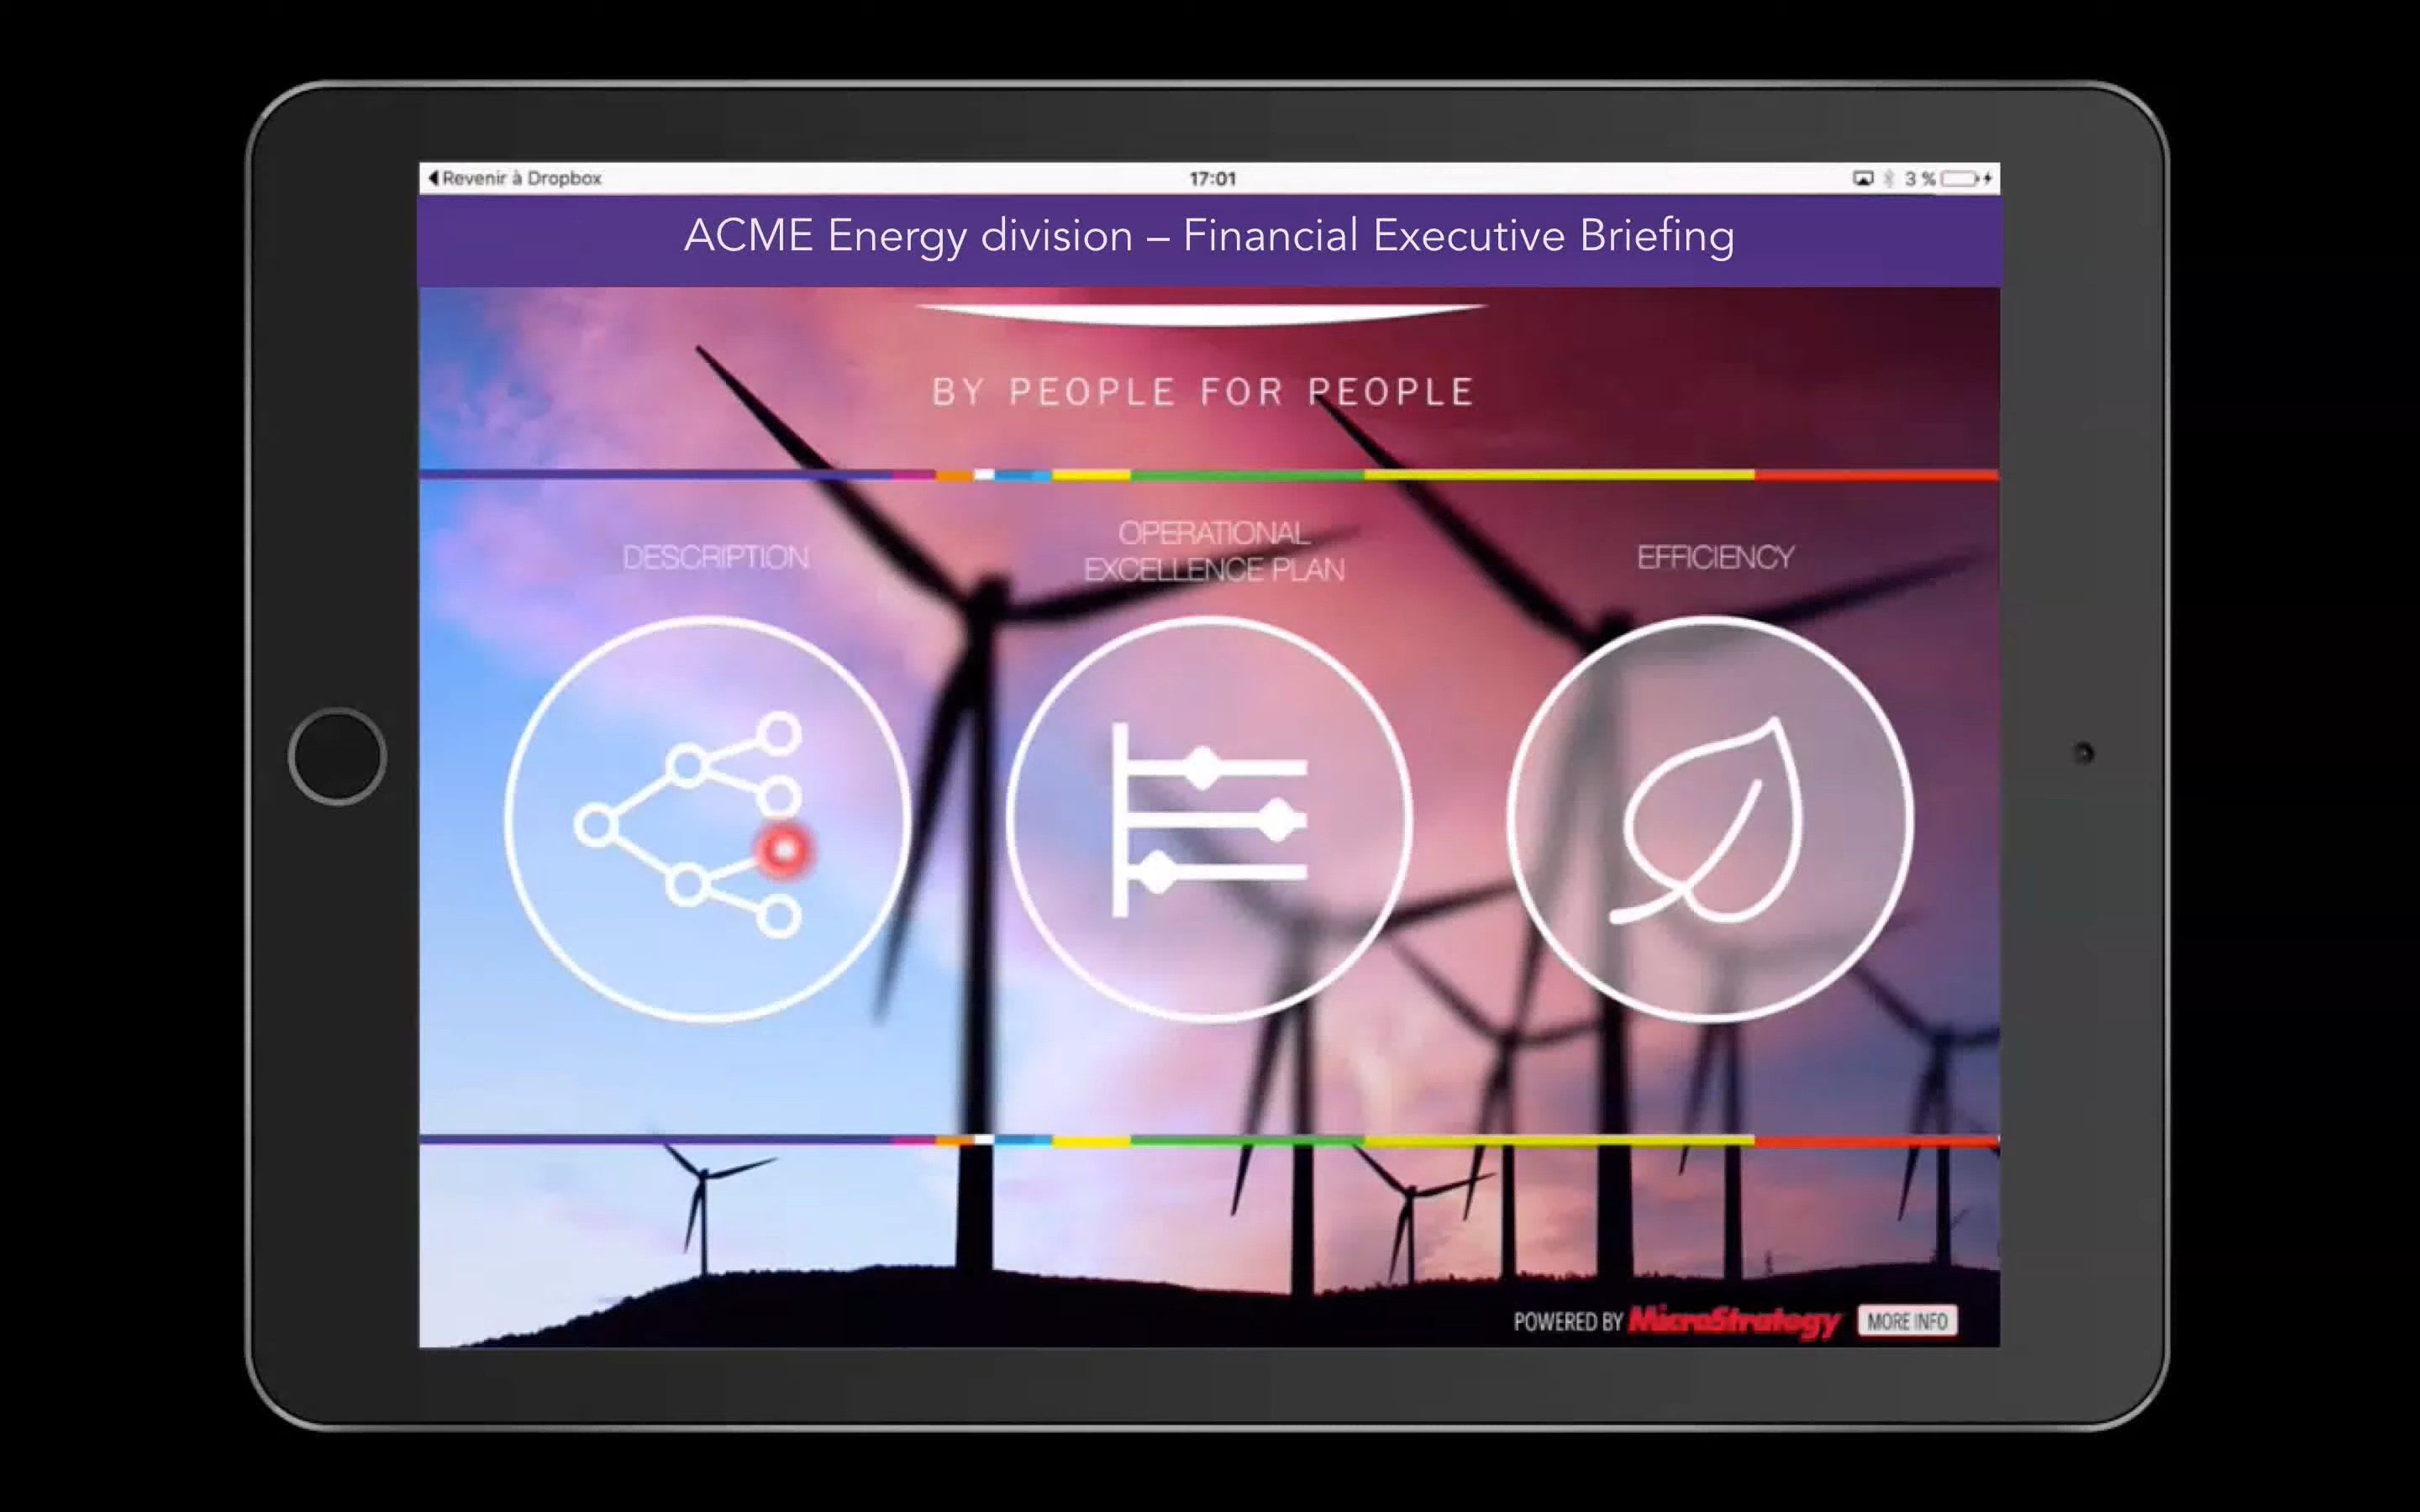 Revenir à Dropbox 17:01 3 %
ACME Energy division – Financial Executive Briefing
BY PEOPLE FOR PEOPLE
DESCRIPTION
OPERATIONAL
EXCELLENCE PLAN
EFFICIENCY
POWERED BY MicroStrategy MORE INFO